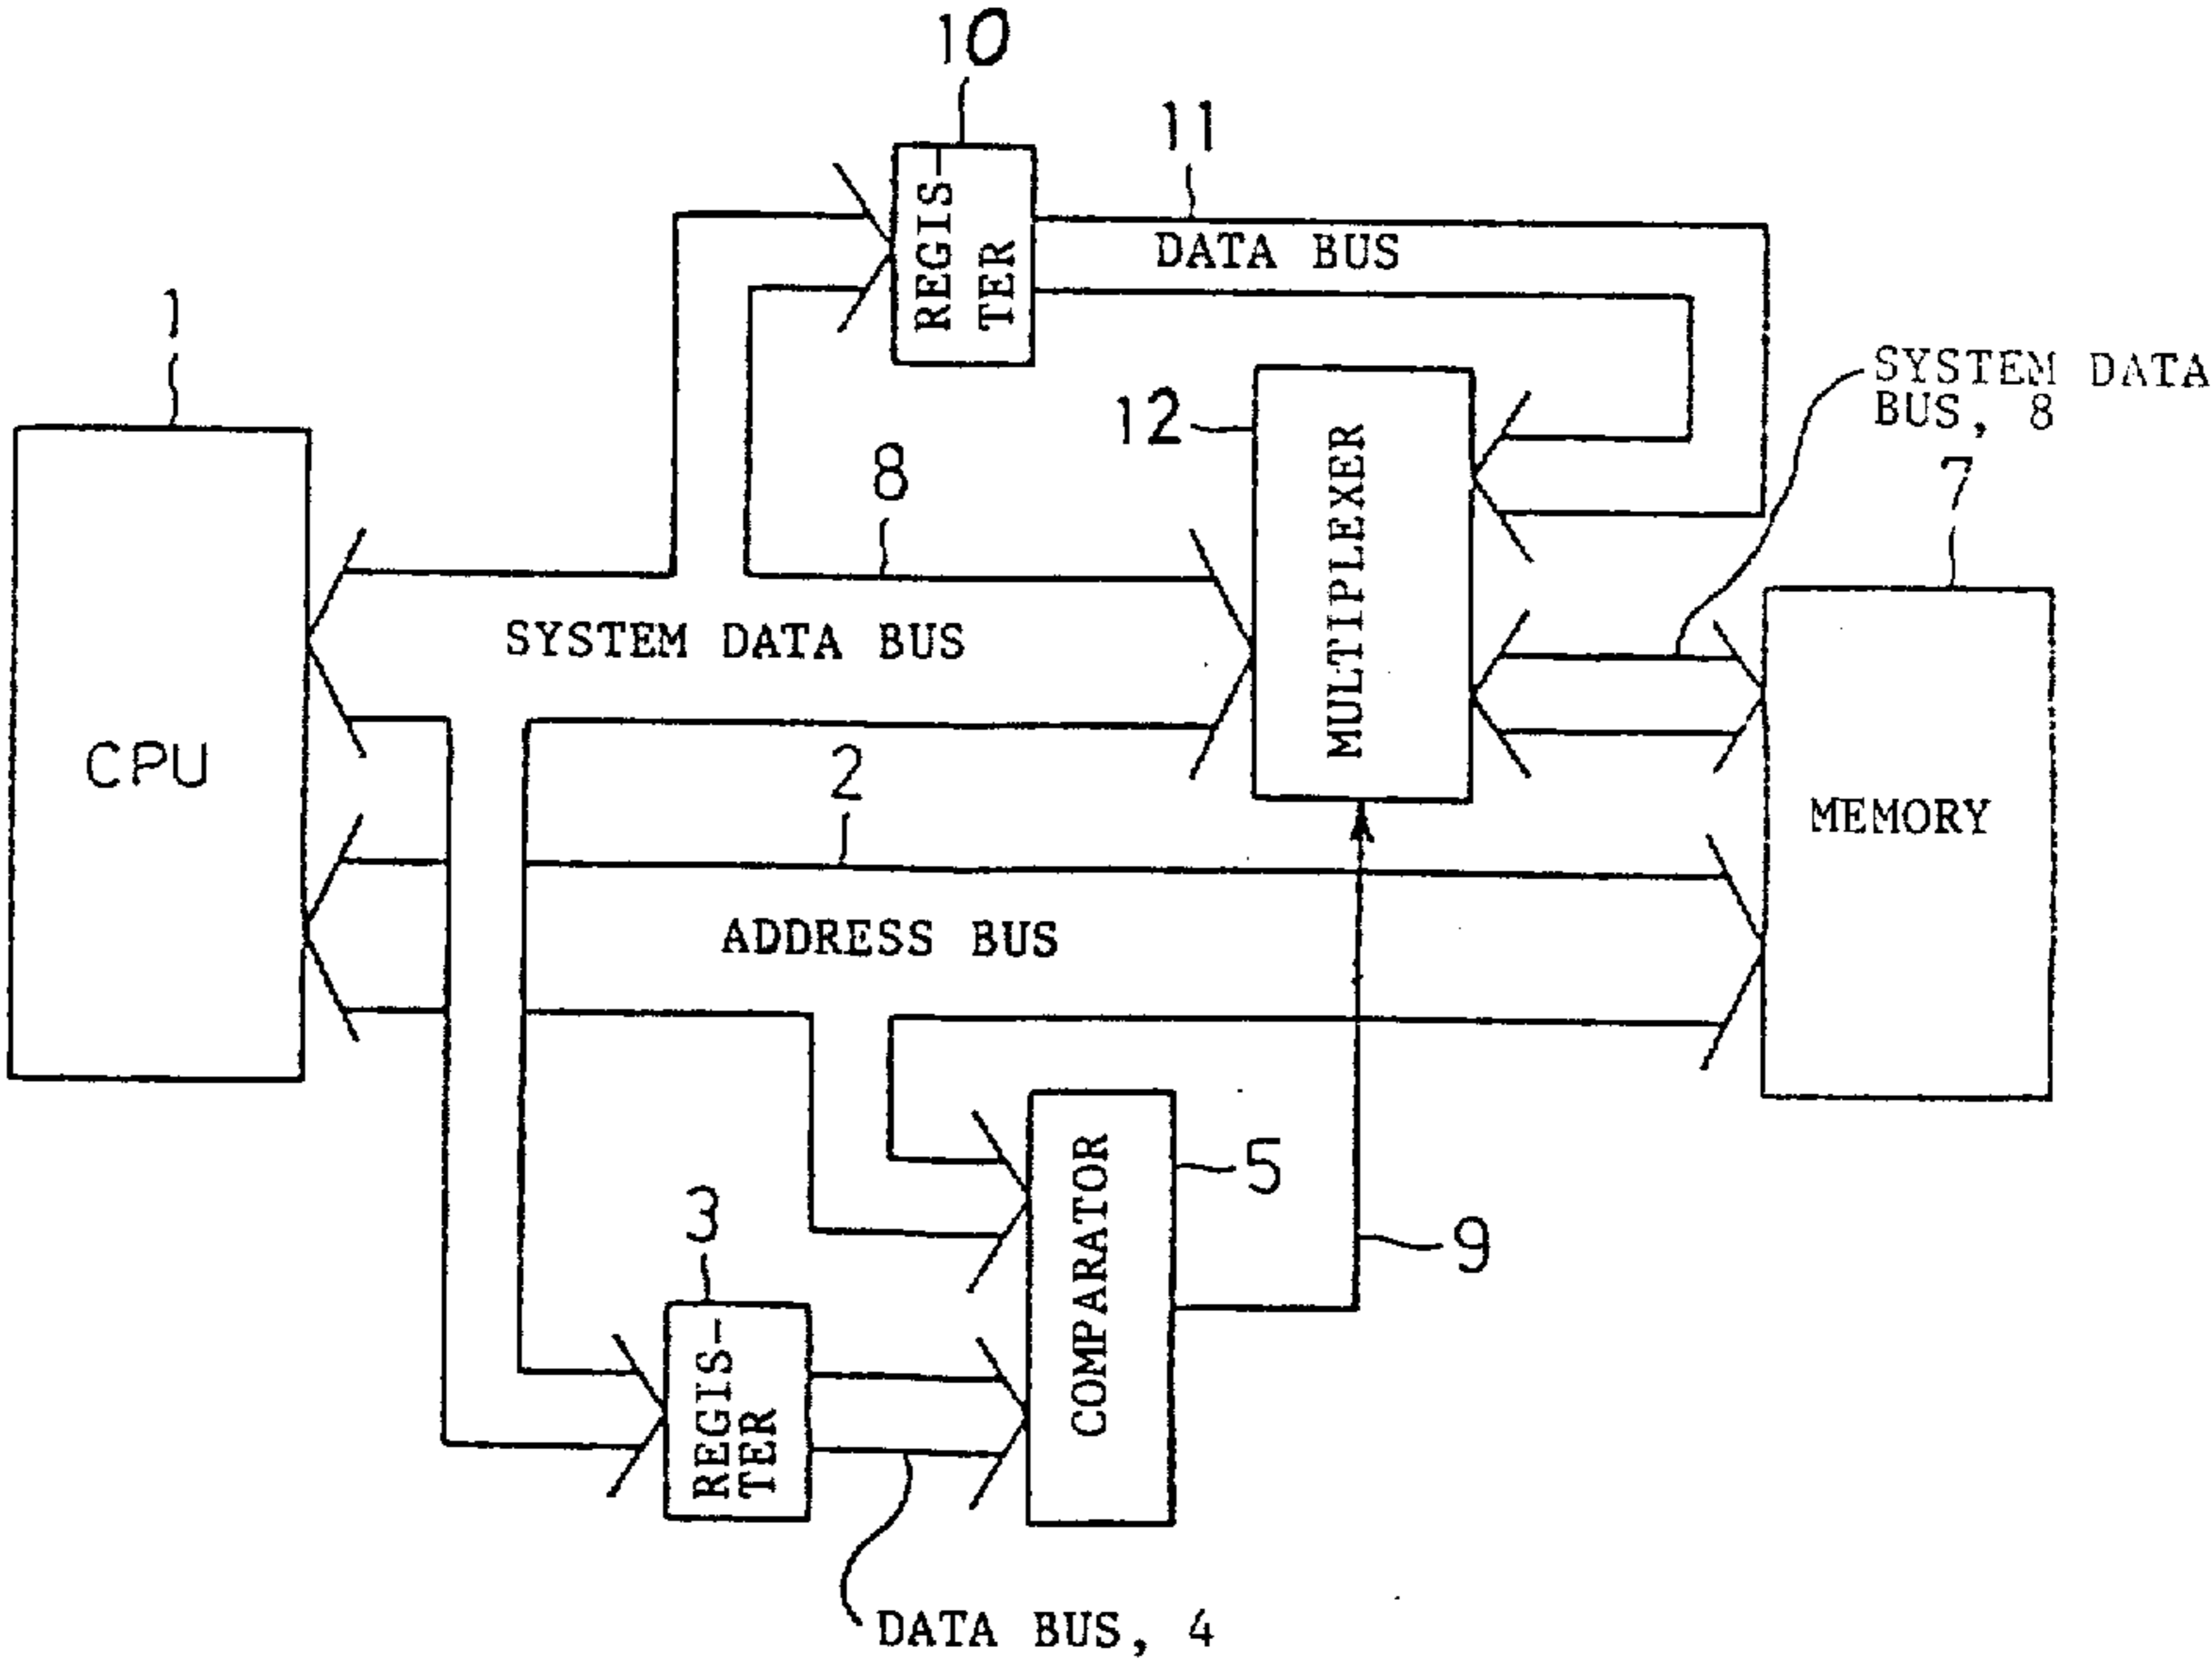 10
11
REGIS-
TER
DATA BUS
1
SYSTEM DATA
BUS, 8
12
8
7
MULTIPLEXER
SYSTEM DATA BUS
CPU
2
MEMORY
ADDRESS BUS
5
COMPARATOR
3
9
REGIS-
TER
DATA BUS, 4